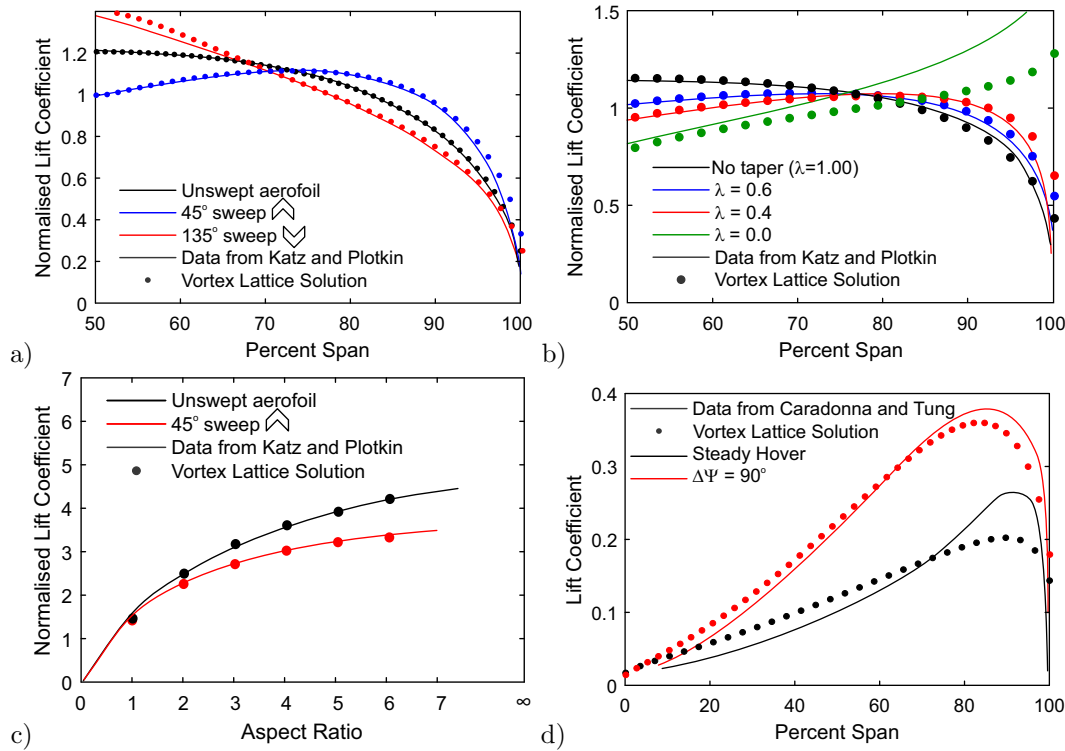 Normalised Lift Coefficient
1.2
1.0
0.8
0.6
0.4
0.2
0
Unswept aerofoil
45° sweep
135° sweep
Data from Katz and Plotkin
Vortex Lattice Solution
50 60 70 80 90 100
Percent Span
a)
Normalised Lift Coefficient
1.5
1
0.5
0
No taper (λ=1.00)
λ = 0.6
λ = 0.4
λ = 0.0
Data from Katz and Plotkin
Vortex Lattice Solution
50 60 70 80 90 100
Percent Span
b)
Normalised Lift Coefficient
7
6
5
4
3
2
1
0
Unswept aerofoil
45° sweep
Data from Katz and Plotkin
Vortex Lattice Solution
0 1 2 3 4 5 6 7 ∞
Aspect Ratio
c)
Lift Coefficient
0.4
0.3
0.2
0.1
0
Data from Caradonna and Tung
Vortex Lattice Solution
Steady Hover
ΔΨ = 90°
0 20 40 60 80 100
Percent Span
d)